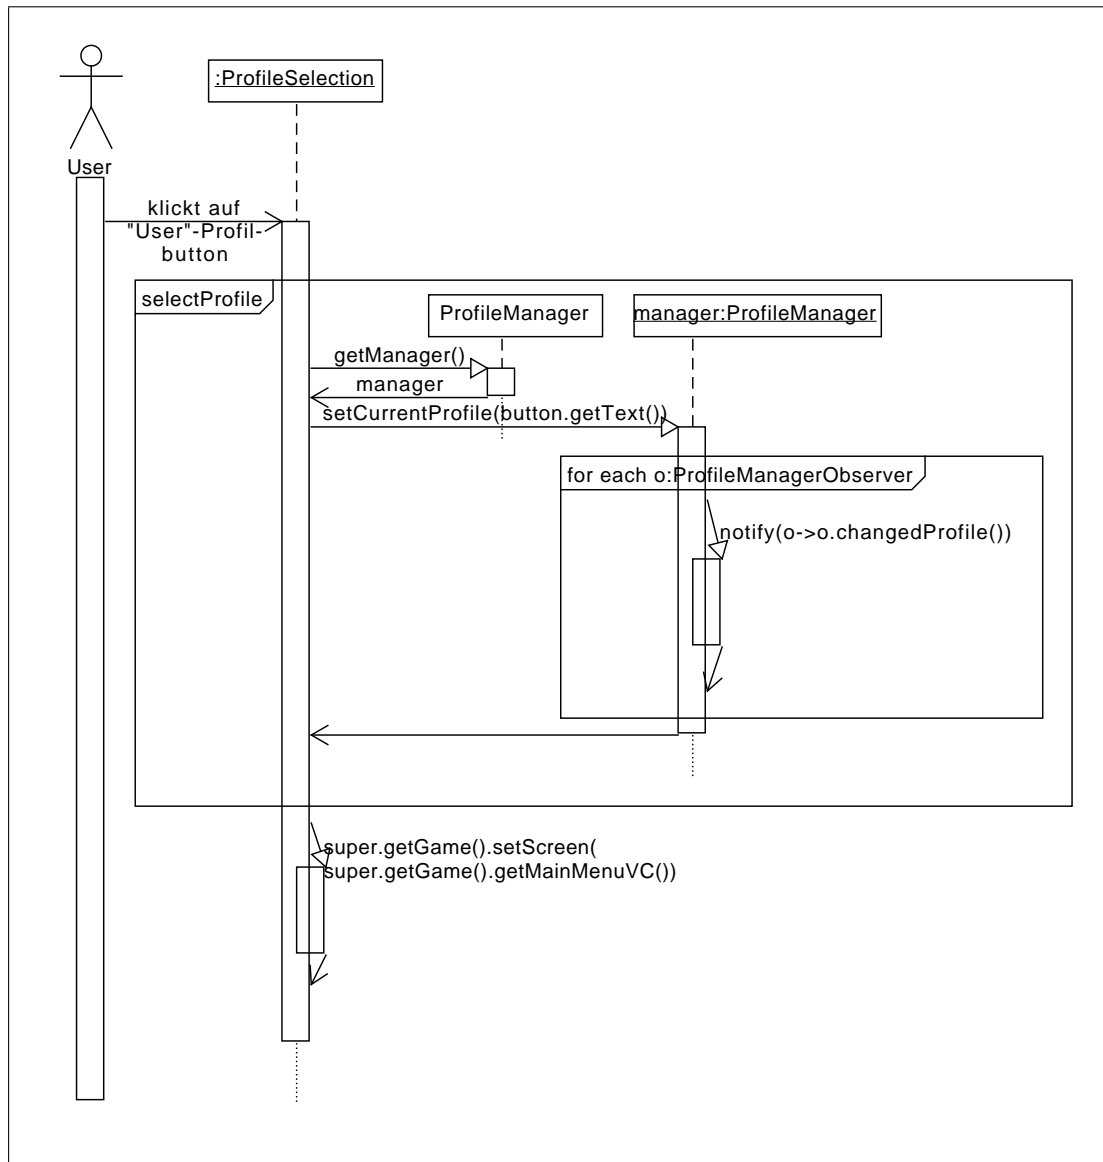 :ProfileSelection
User
klickt auf
"User"-Profil-
button
selectProfile
ProfileManager
manager:ProfileManager
getManager()
manager
setCurrentProfile(button.getText())
for each o:ProfileManagerObserver
notify(o->o.changedProfile())
super.getGame().setScreen(
super.getGame().getMainMenuVC())